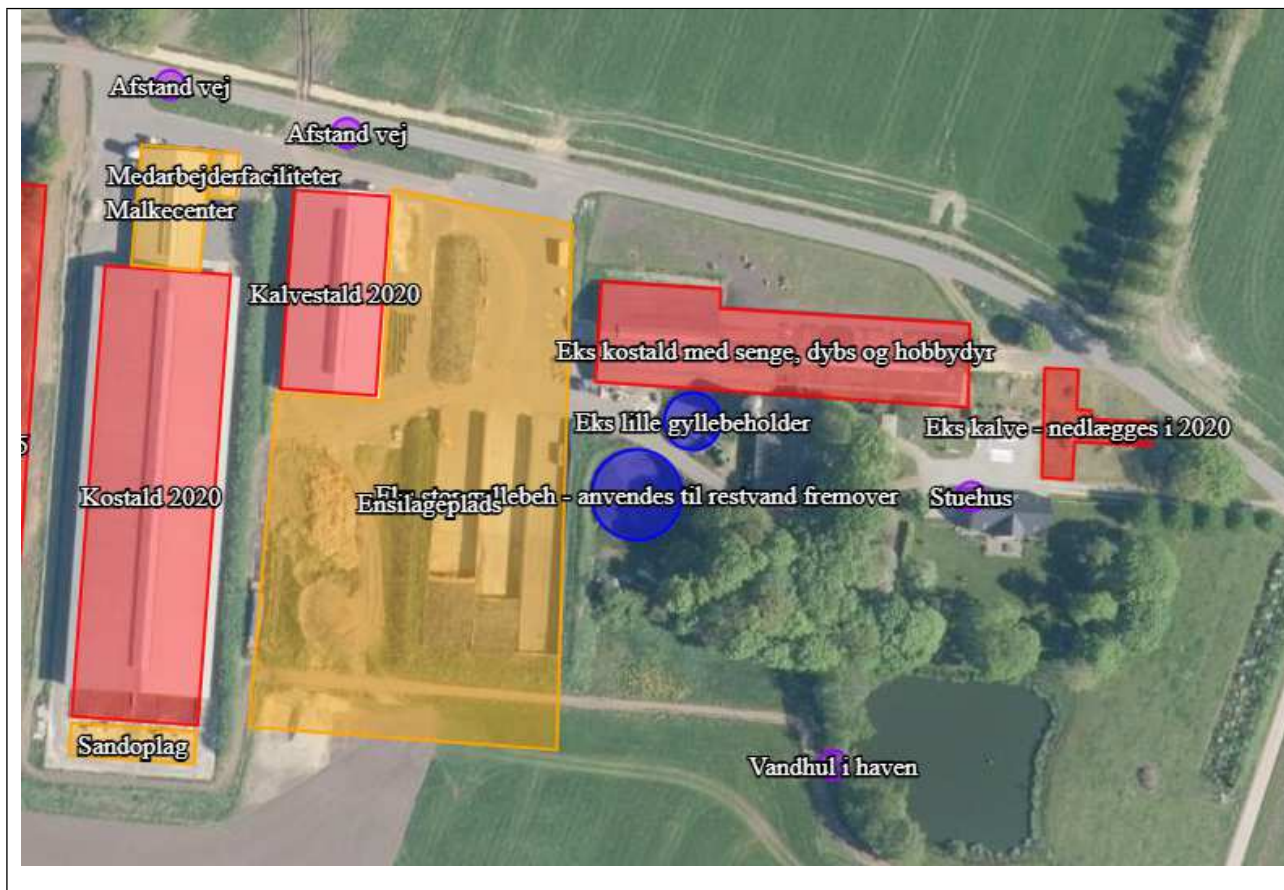 Afstand vej
Afstand vej
Medarbejderfaciliteter
Malkecenter
Kalvestald 2020
Eks kostald med senge, dybs og hobbydyr
Eks lille gyllebeholder
Eks kalve - nedlægges i 2020
5
Kostald 2020
Ensilageplads
- anvendes til restvand fremover
Stuehus
Sandoplag
Vandhul i haven